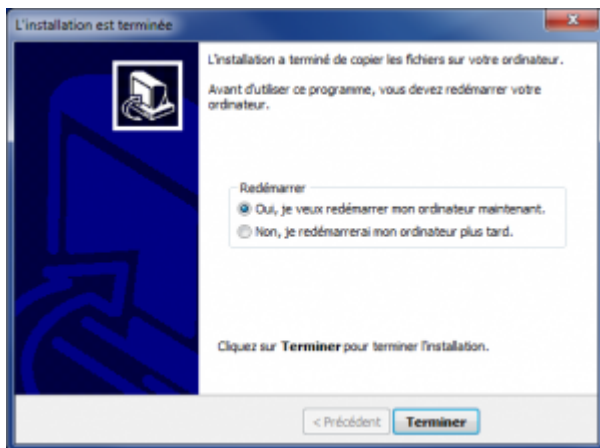 L'installation est terminée
L'installation a terminé de copier les fichiers sur votre ordinateur.
Avant d'utiliser ce programme, vous devez redémarrer votre
ordinateur.
Redémarrer
Oui, je veux redémarrer mon ordinateur maintenant.
Non, je redémarrerai mon ordinateur plus tard.
Cliquez sur Terminer pour terminer l'installation.
< Précédent Terminer